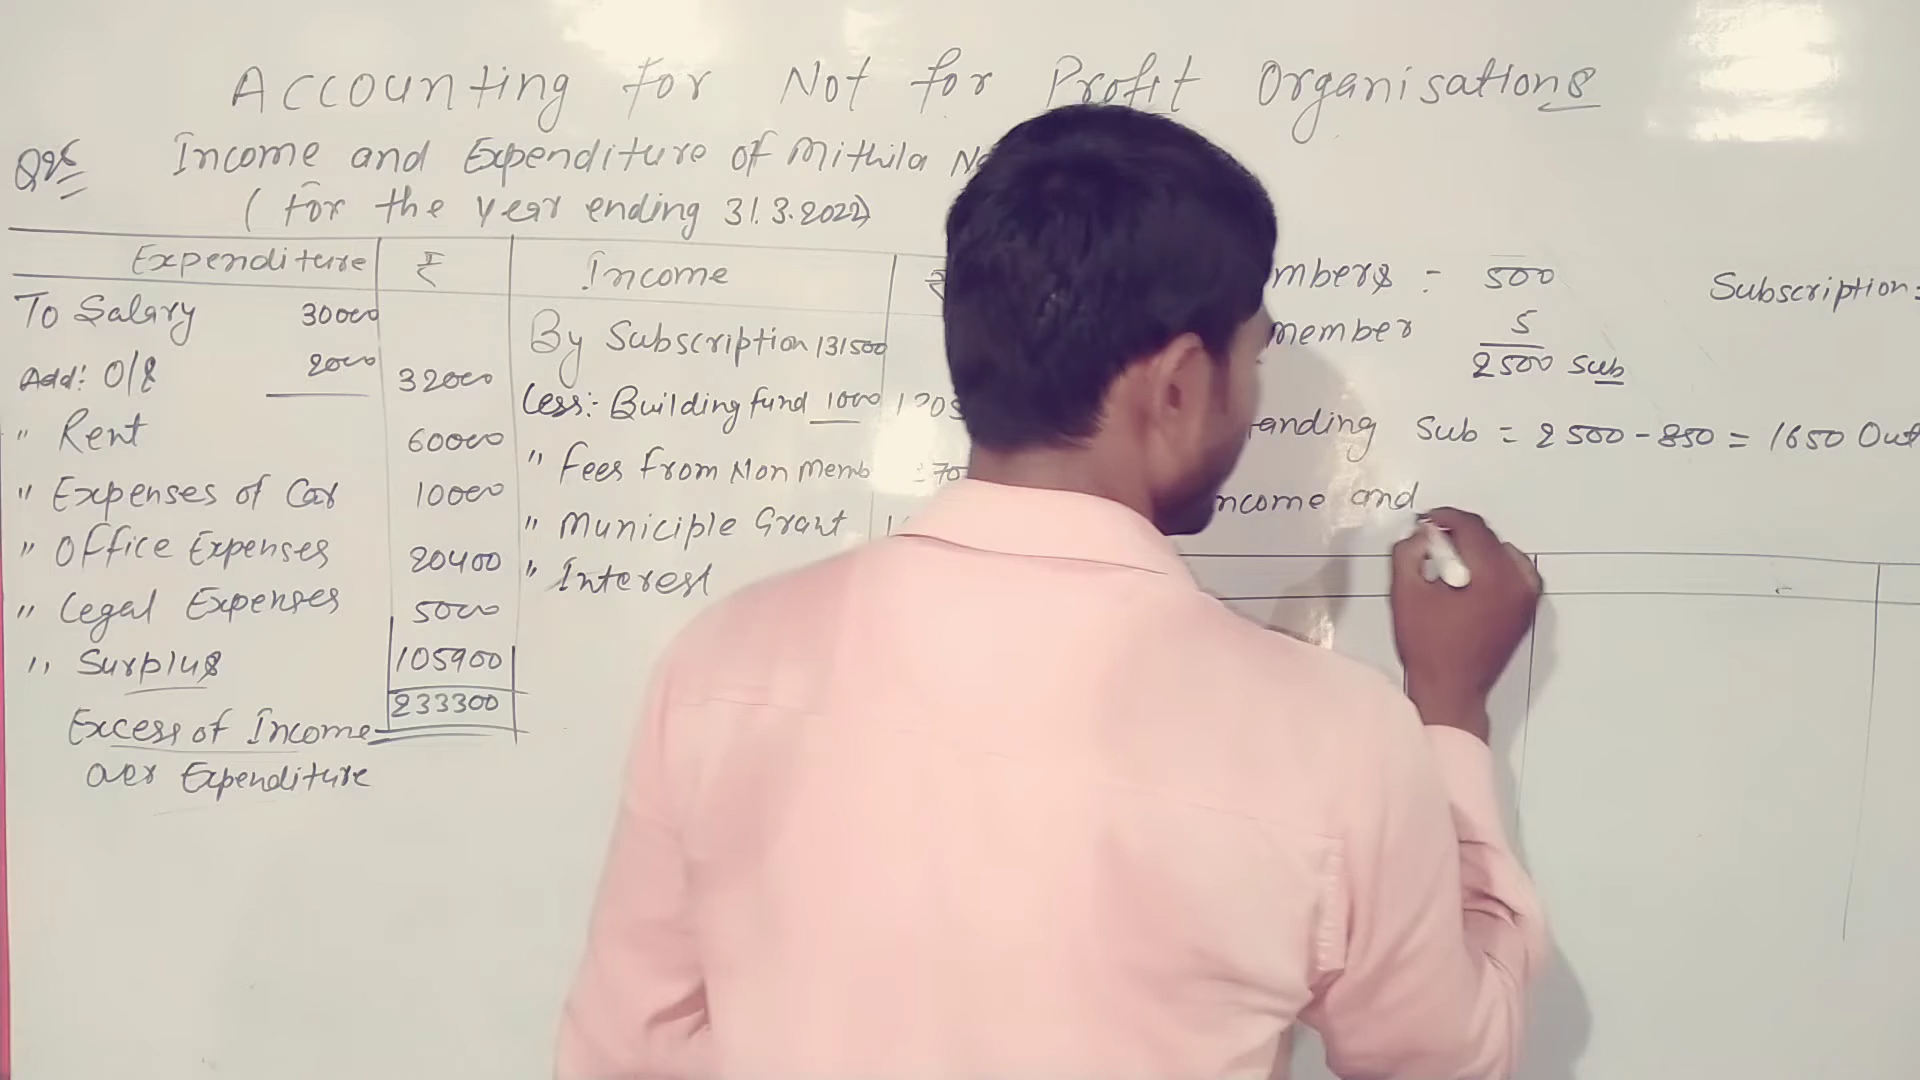 Accounting for Not for Profit Organisations
Income and Expenditure of Mithila
(for the year ending 31.3.2022)
Expenditure ₹ Income ₹
To Salary 30000
Add: O/S 2000 32000
" Rent 60000
" Expenses of Car 10000
" Office Expenses 20400
" Legal Expenses 5000
" Surplus 105900
233300
Excess of Income
over Expenditure
By Subscription 131500
Less:- Building fund 1000
" Fees from Non Memb
" Municiple Grant
" Interest
mbers :- 500
member 5
2500 Sub
anding Sub = 2500-850 = 1650 Out
ncome and
Subscription: